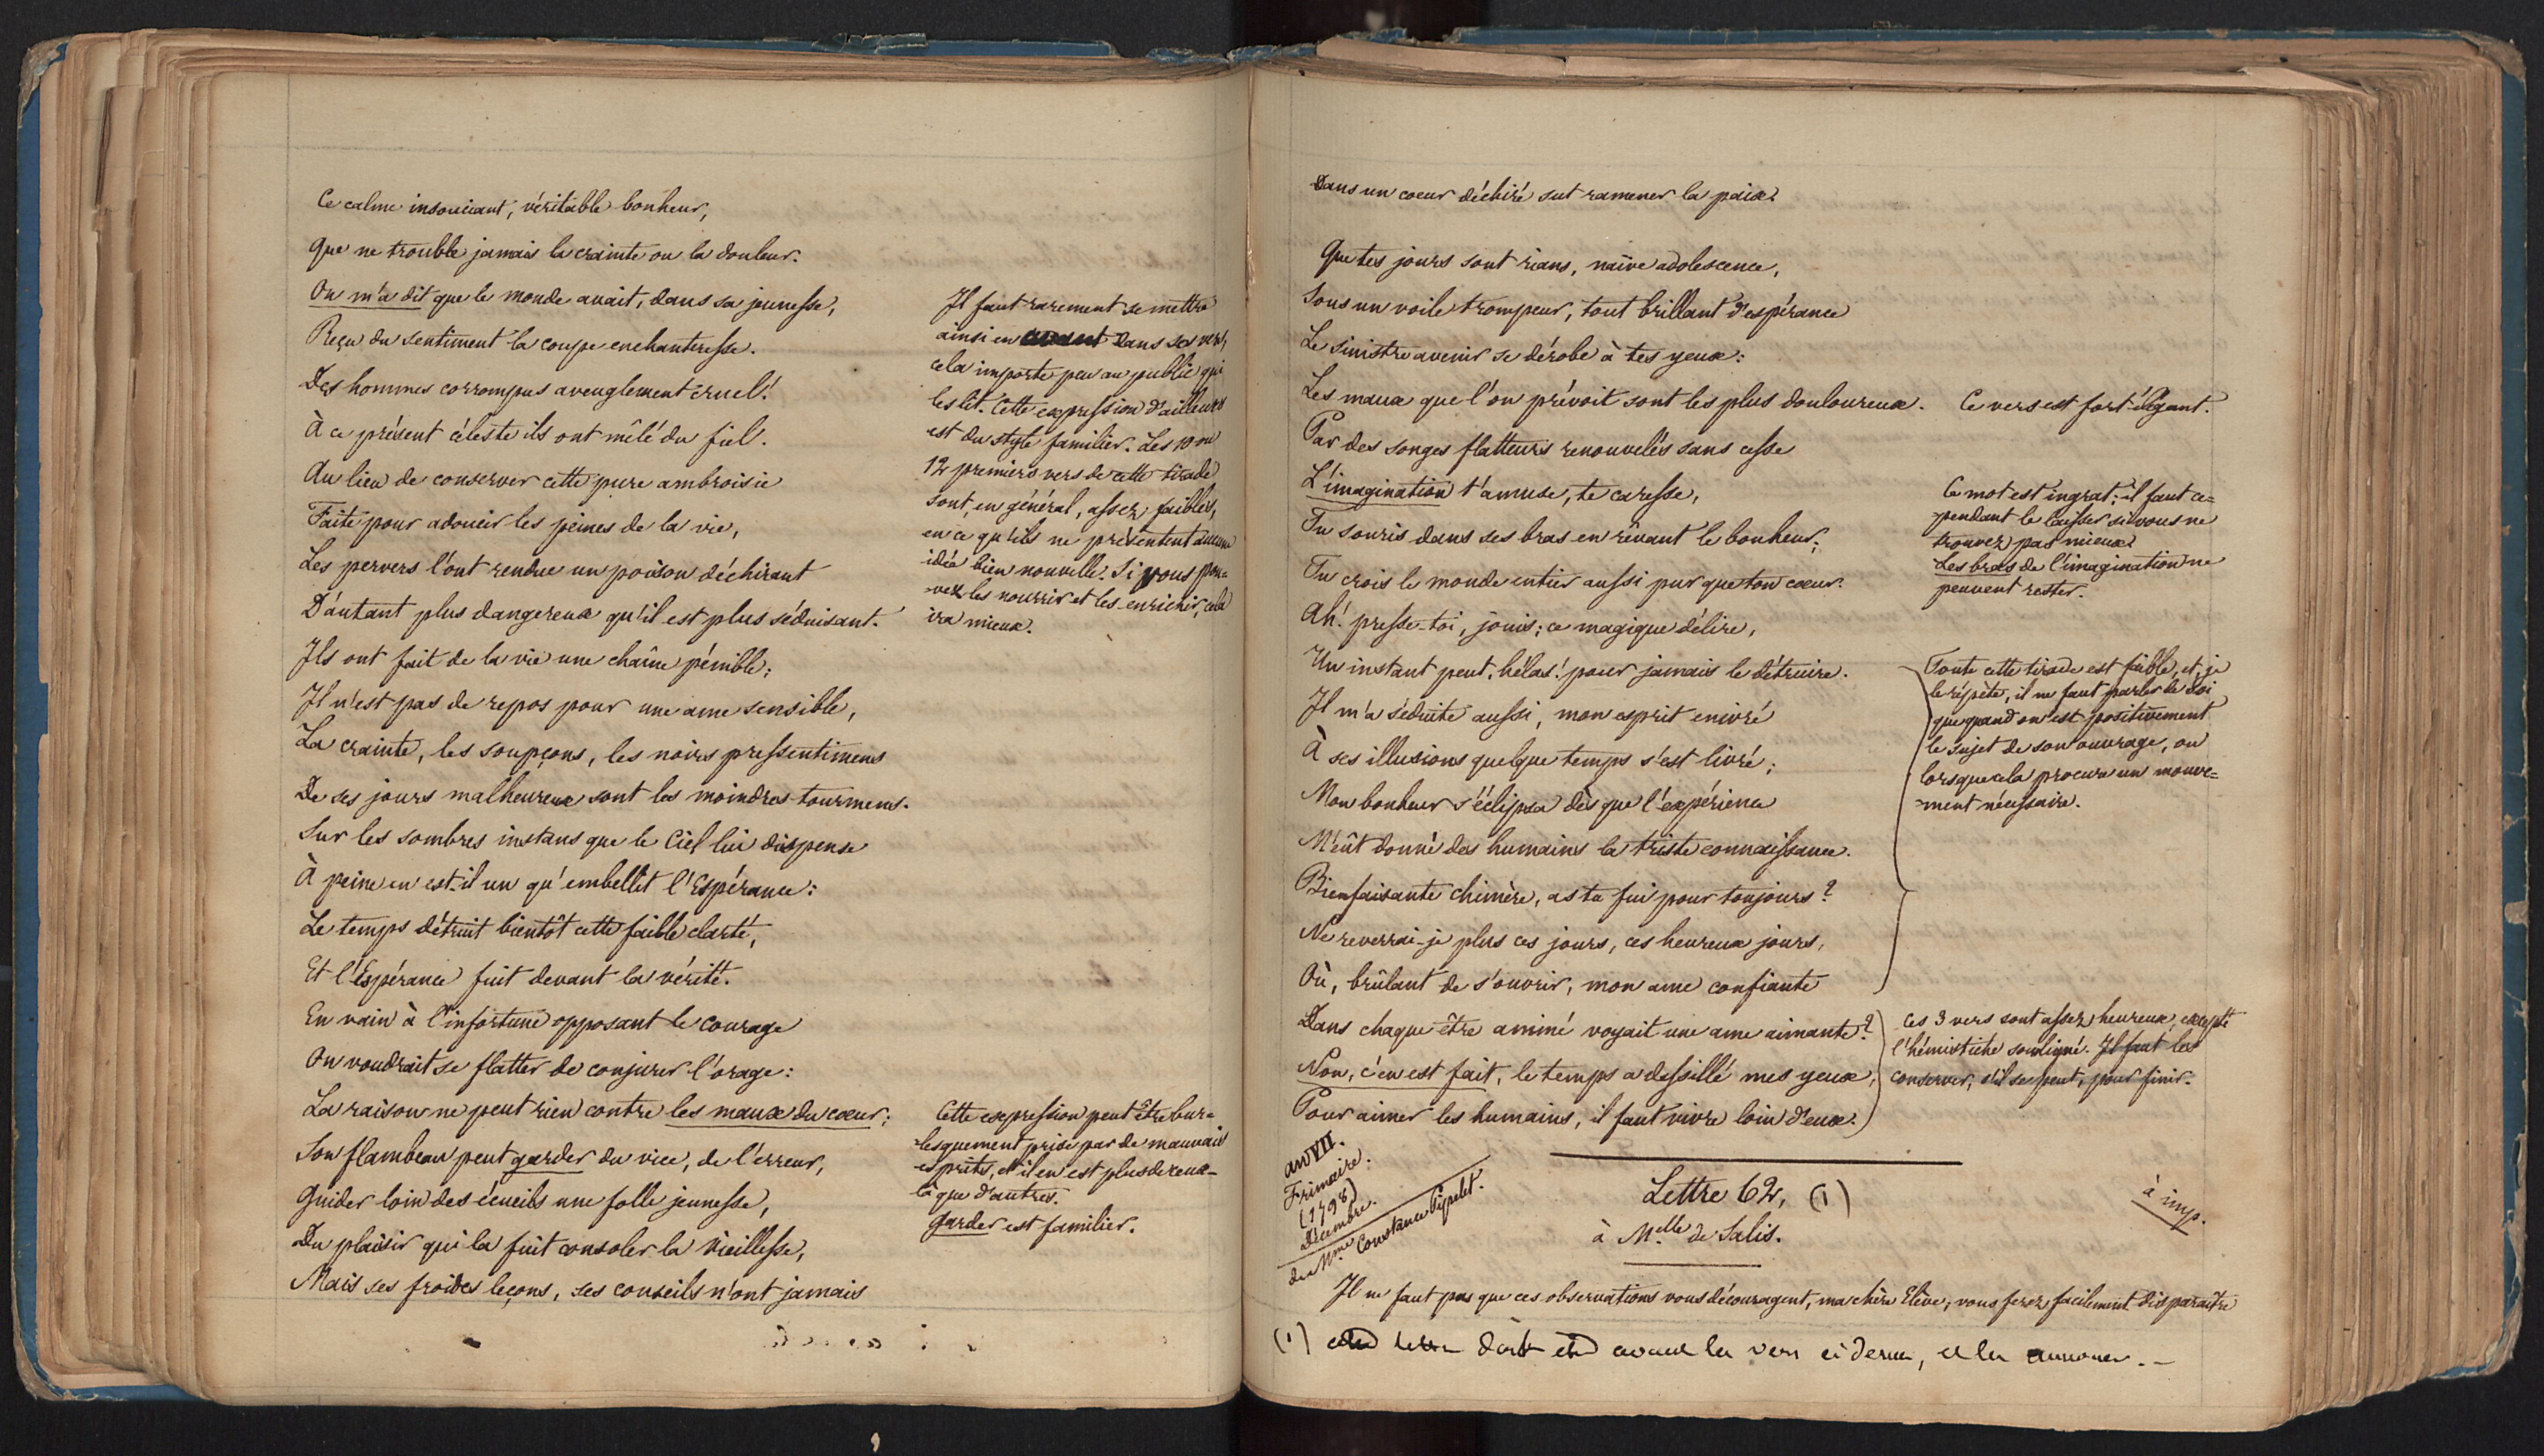 Ce calme insouciant, véritable bonheur,
Que ne trouble jamais la crainte ou la douleur.
On m'a dit que le monde avait, dans sa jeunesse,
Reçu du sentiment la coupe enchanteresse.
Des hommes corrompus aveuglement cruel!
À ce présent céleste ils ont mêlé du fiel.
Au lieu de conserver cette pure ambroisie
Faite pour adoucir les peines de la vie,
Les pervers l'ont rendue un poison déchirant
D'autant plus dangereux qu'il est plus séduisant.
Ils ont fait de la vie une chaîne pénible;
Il n'est pas de repos pour une ame sensible,
La crainte, les soupçons, les noirs pressentimens
De ses jours malheureux sont les moindres tourmens.
Sur les sombres instans que le Ciel lui dispense
À peine en est-il un qu'embellit l'Espérance:
Le temps détruit bientôt cette faible clarté,
Et l'Espérance fuit devant la vérité.
En vain à l'infortune opposant le courage
On voudrait se flatter de conjurer l'orage:
La raison ne peut rien contre les maux du coeur;
Son flambeau peut garder du vice, de l'erreur,
Guider loin des écueils une folle jeunesse,
Du plaisir qui la fuit consoler la vieillesse,
Mais ses froides leçons, ses conseils n'ont jamais
Il faut rarement se mettre
ainsi en avant dans ses vers,
cela importe peu au public qui
les lit. Cette expression d'ailleurs
est du style familier. Les 10 ou
12 premiers vers de cette tirade
sont, en général, assez faibles,
en ce qu'ils ne présentent aucune
idée bien nouvelle. Si vous pou=
-vez les nourrir et les enrichir, cela
ira mieux.
Cette expression peut être bur=
-lesquement prise par de mauvais
esprits, et il en est plus de ceux-
là que d'autres.
Garder est familier.
Dans un coeur déchiré sut ramener la paix?
Que tes jours sont rians, naïve adolescence,
Sous un voile trompeur, tout brillant d'espérance
Le sinistre avenir se dérobe à tes yeux:
Les maux que l'on prévoit sont les plus douloureux.
Par des songes flatteurs renouvelés sans cesse
L'imagination t'amuse, te caresse,
Tu souris dans ses bras en rêvant le bonheur;
Tu crois le monde entier aussi pur que ton coeur.
Ah! presse-toi, jouis; ce magique délire,
Un instant peut, hélas! pour jamais le détruire.
Il m'a séduite aussi, mon esprit enivré
À ses illusions quelque temps s'est livré;
Mon bonheur s'éclipsa dès que l'expérience
M'eût donné des humains la triste connaissance.
Bienfaisante chimère, as tu fui pour toujours?
Ne reverrai-je plus ces jours, ces heureux jours,
Où, brûlant de s'ouvrir, mon ame confiante
Dans chaque être animé voyait une ame aimante?
Non, c'en est fait, le temps a dessillé mes yeux,
Pour aimer les humains, il faut vivre loin d'eux.
Ce vers est fort élégant.
Ce mot est ingrat; il faut ce=
-pendant le laisser si vous ne
trouvez pas mieux.
Les bras de l'imagination ne
peuvent rester.
Toute cette tirade est faible, et, je
le répète, il ne faut parler de soi
que quand on est positivement
le sujet de son ouvrage, ou
lorsque cela procure un mouve=
-ment nécessaire.
Ces 3 vers sont assez heureux, excepté
l'hémistiche souligné. Il faut les
conserver, s'il se peut, pour finir.
an VII.
Frimaire.
(1798)
Décembre.
de Mme. Constance Pipelet.
Lettre 62, (1)
à imp.
à Melle. de Salis.
Il ne faut pas que ces observations vous découragent, ma chère Elève, vous ferez facilement disparaître
(1) cette lettre doit être avant les vers ci dessus, et les annoncer.-